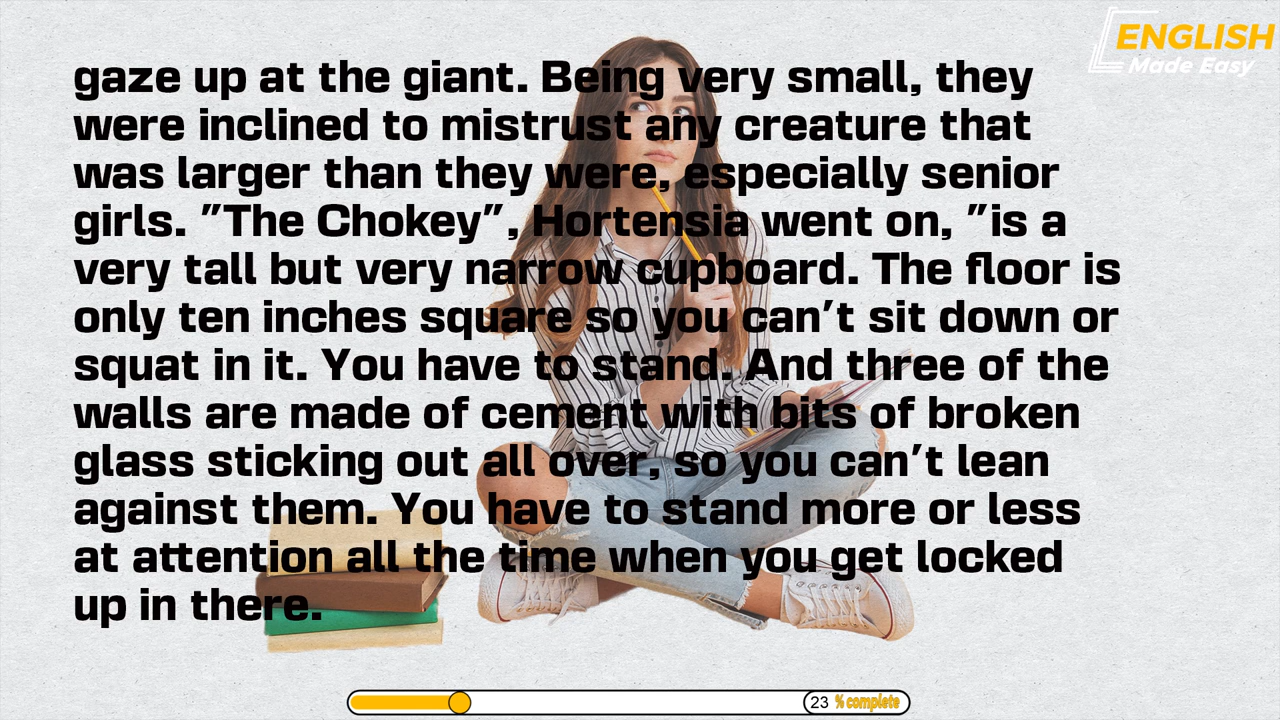 ENGLISH
Made Easy
gaze up at the giant. Being very small, they
were inclined to mistrust any creature that
was larger than they were, especially senior
girls. "The Chokey", Hortensia went on, "is a
very tall but very narrow cupboard. The floor is
only ten inches square so you can't sit down or
squat in it. You have to stand. And three of the
walls are made of cement with bits of broken
glass sticking out all over, so you can't lean
against them. You have to stand more or less
at attention all the time when you get locked
up in there.
23 % complete